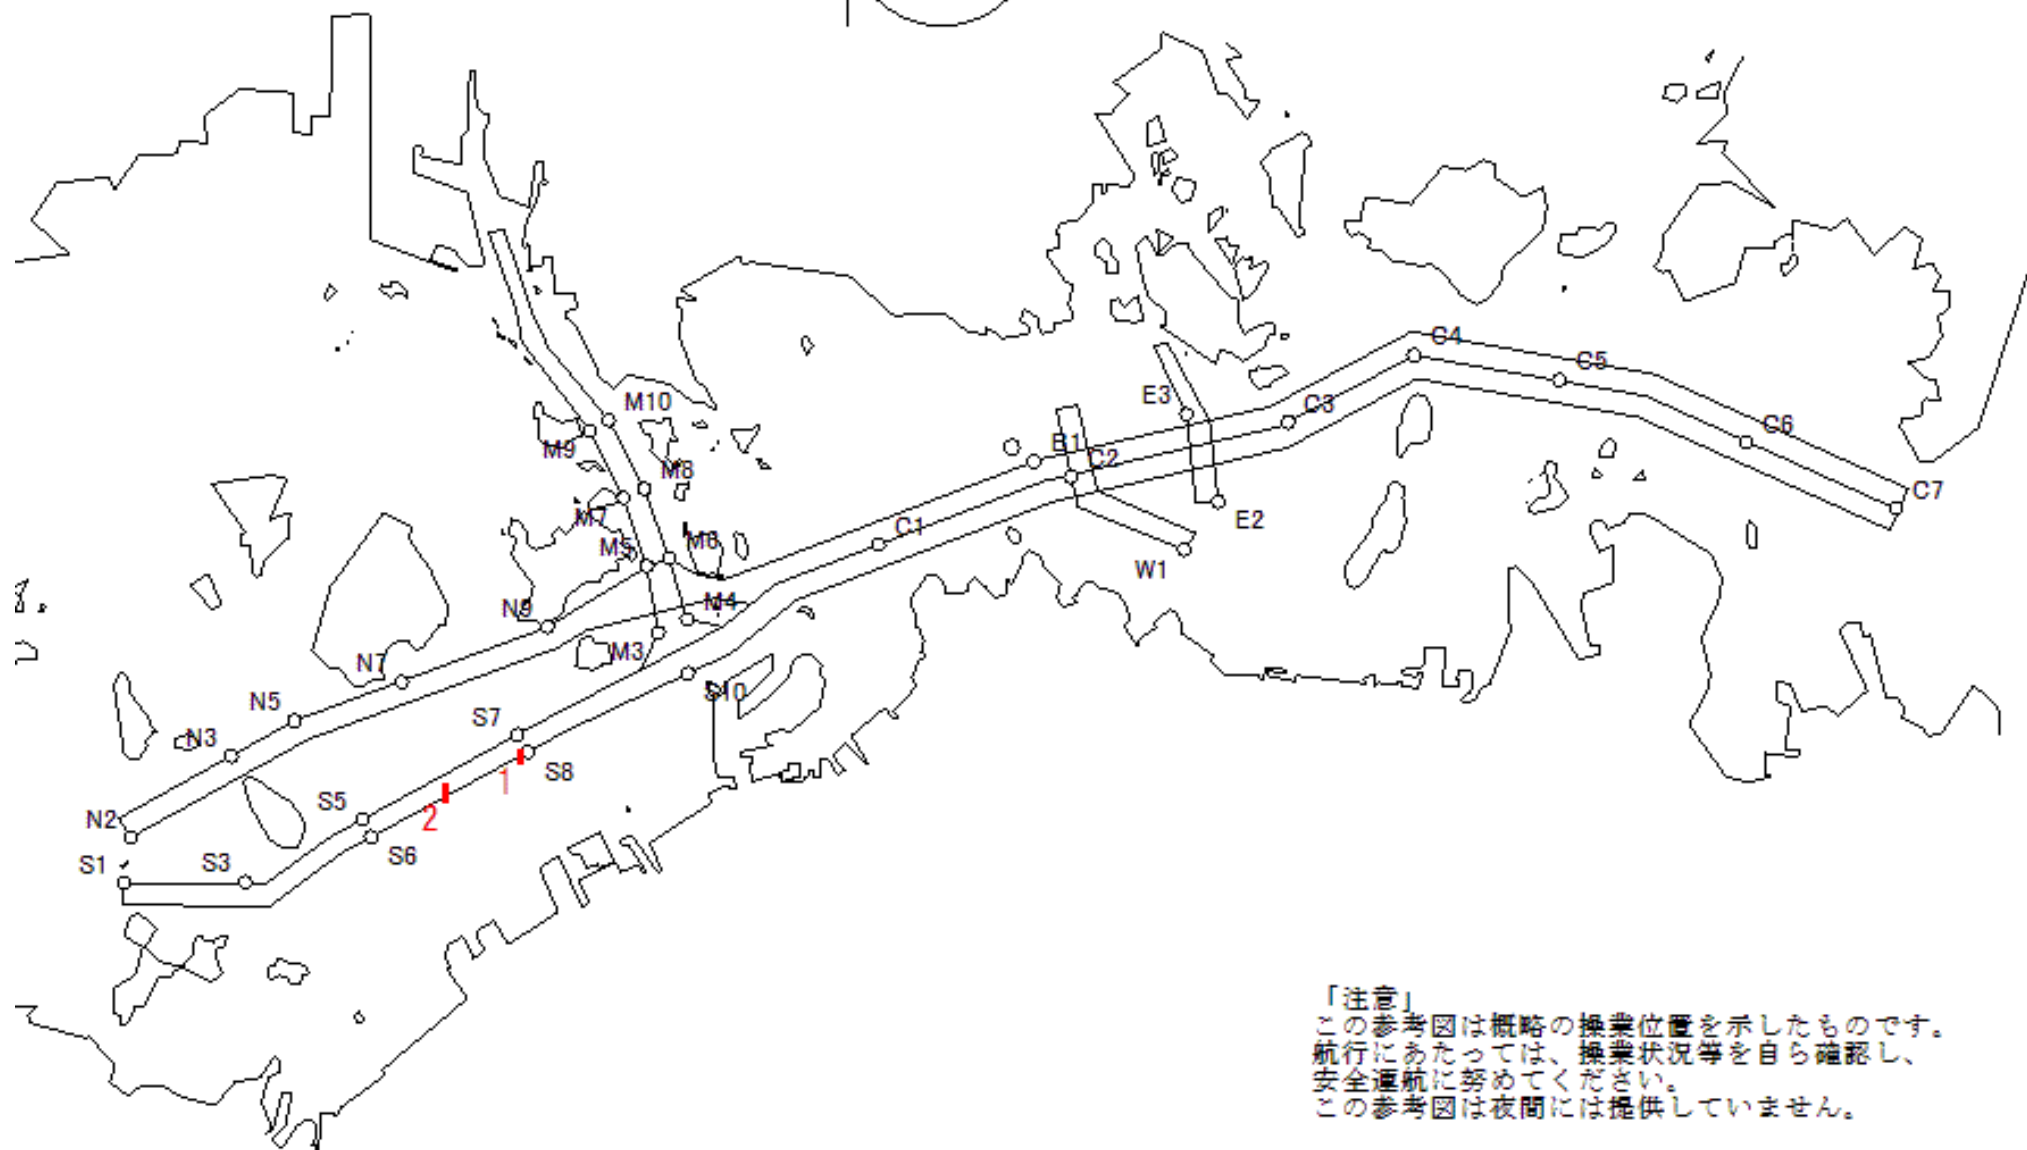 C4
C5
E3
M10
C3
C6
M9
B1
C2
M8
C7
M7
E2
C1
M5
M6
W1
N9
M4
M3
N7
S10
N5
S7
N3
S8
1
S5
2
N2
S6
S1
S3
「注意」
この参考図は概略の操業位置を示したものです。
航行にあたっては、操業状況等を自ら確認し、
安全運航に努めてください。
この参考図は夜間には提供していません。